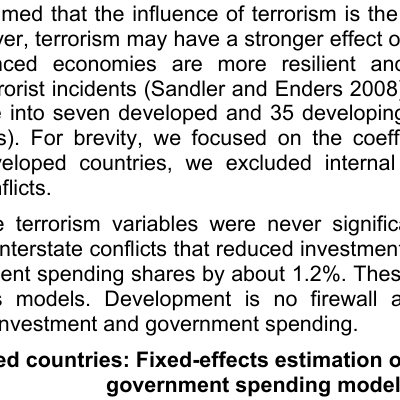 med that the influence of terrorism is the
er, terrorism may have a stronger effect o
nced economies are more resilient and
rorist incidents (Sandler and Enders 2008)
e into seven developed and 35 developing
s). For brevity, we focused on the coeff
veloped countries, we excluded internal
flicts.
e terrorism variables were never signific
interstate conflicts that reduced investmen
ent spending shares by about 1.2%. Thes
s models. Development is no firewall a
investment and government spending.
ed countries: Fixed-effects estimation o
government spending model